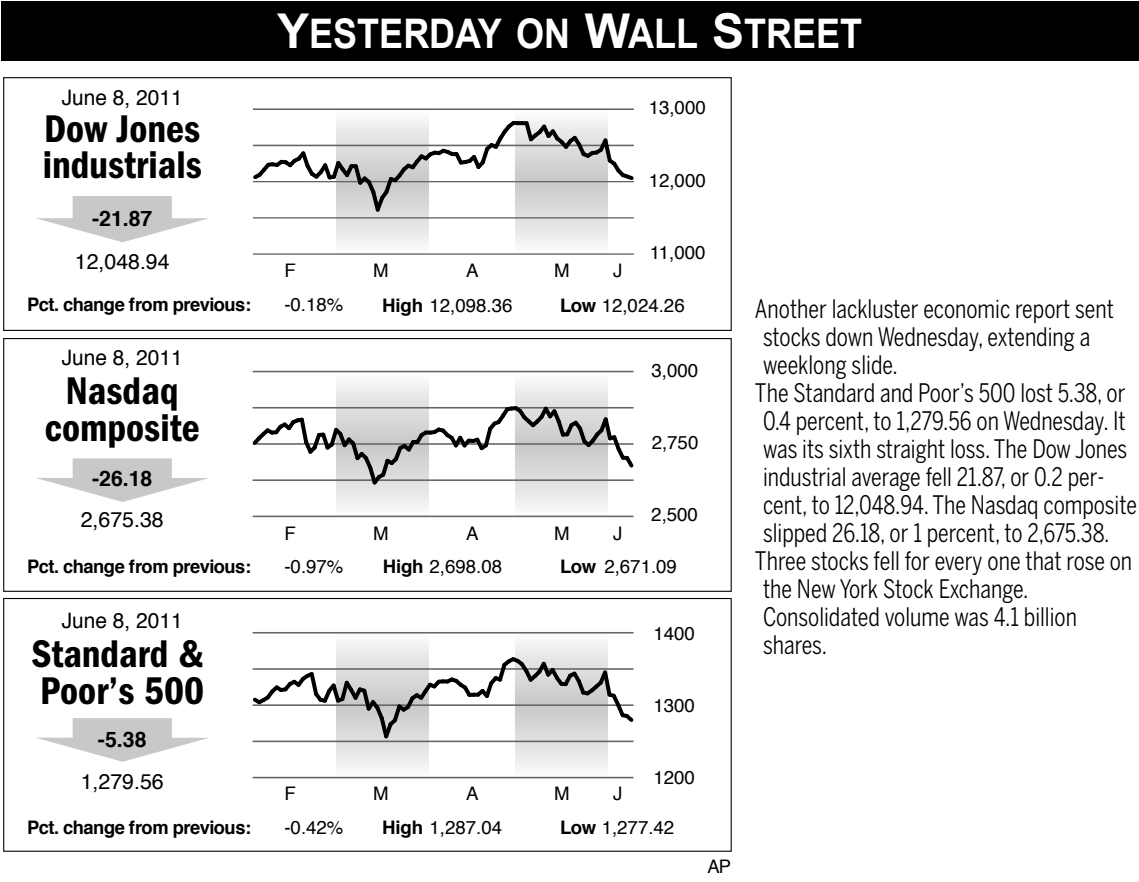 YESTERDAY ON WALL STREET
June 8, 2011
Dow Jones
industrials
-21.87
12,048.94
13,000
12,000
11,000
F M A M J
Pct. change from previous: -0.18% High 12,098.36 Low 12,024.26
June 8, 2011
Nasdaq
composite
-26.18
2,675.38
3,000
2,750
2,500
F M A M J
Pct. change from previous: -0.97% High 2,698.08 Low 2,671.09
June 8, 2011
Standard &
Poor's 500
-5.38
1,279.56
1400
1300
1200
F M A M J
Pct. change from previous: -0.42% High 1,287.04 Low 1,277.42
AP
Another lackluster economic report sent
stocks down Wednesday, extending a
weeklong slide.
The Standard and Poor's 500 lost 5.38, or
0.4 percent, to 1,279.56 on Wednesday. It
was its sixth straight loss. The Dow Jones
industrial average fell 21.87, or 0.2 per-
cent, to 12,048.94. The Nasdaq composite
slipped 26.18, or 1 percent, to 2,675.38.
Three stocks fell for every one that rose on
the New York Stock Exchange.
Consolidated volume was 4.1 billion
shares.